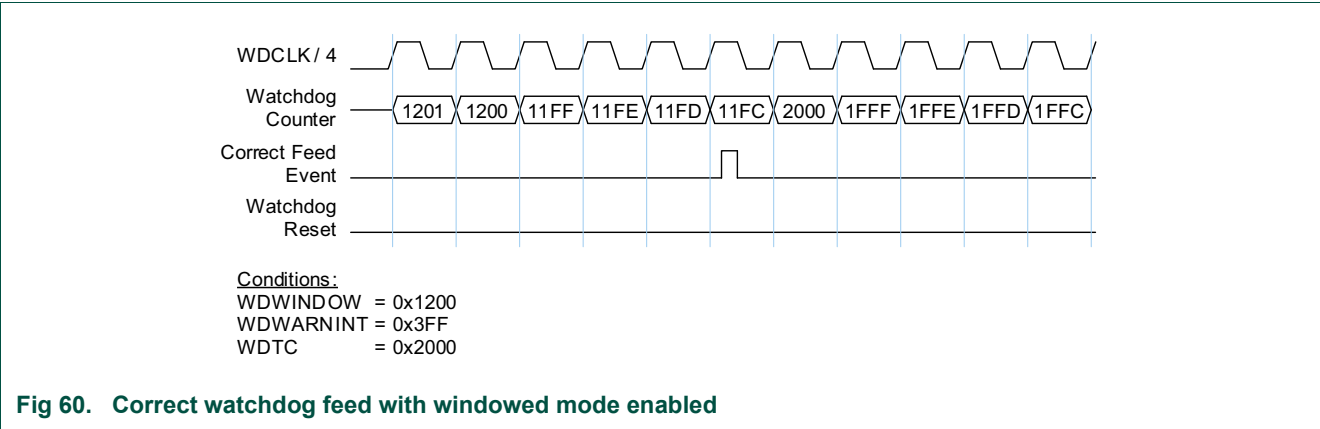 WDCLK / 4
Watchdog
Counter
1201 1200 11FF 11FE 11FD 11FC 2000 1FFF 1FFE 1FFD 1FFC
Correct Feed
Event
Watchdog
Reset
Conditions:
WDWINDOW = 0x1200
WDWARNINT = 0x3FF
WDTC = 0x2000
Fig 60. Correct watchdog feed with windowed mode enabled